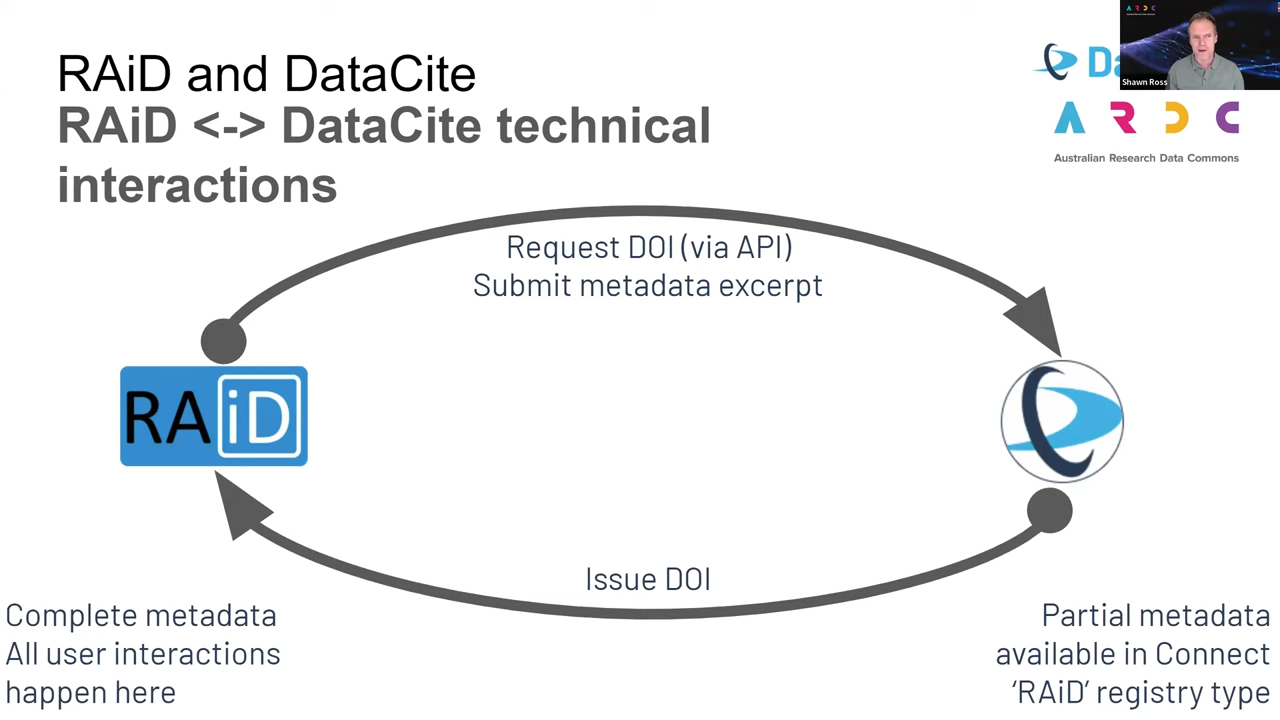 RAiD and DataCite
RAiD <-> DataCite technical
interactions
Da
Shawn Ross
ARDC
Australian Research Data Commons
Request DOI (via API)
Submit metadata excerpt
RAiD
Issue DOI
Complete metadata
All user interactions
happen here
Partial metadata
available in Connect
‘RAiD’ registry type